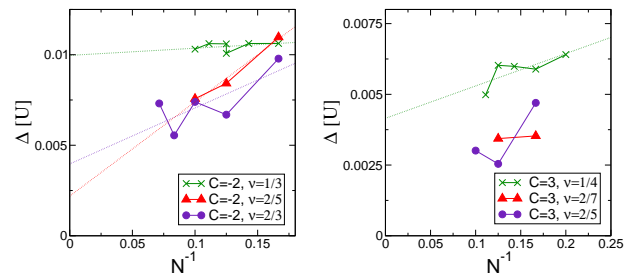 0.01
0.005
0
Δ [U]
0
0.05
0.1
0.15
N⁻¹
C=-2, ν=1/3
C=-2, ν=2/5
C=-2, ν=2/3
0.0075
0.005
0.0025
0
Δ [U]
0
0.05
0.1
0.15
0.2
0.25
N⁻¹
C=3, ν=1/4
C=3, ν=2/7
C=3, ν=2/5